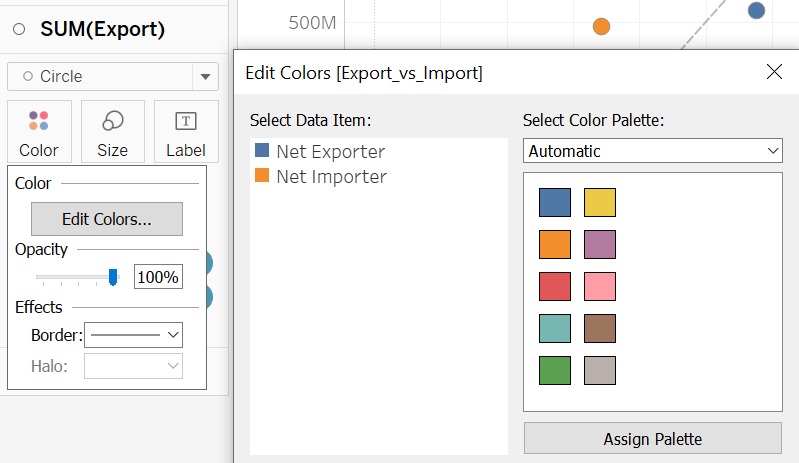 SUM(Export)
Circle
Color
Size
Label
Color
Edit Colors...
Opacity
100%
Effects
Border:
Halo:
500M
Edit Colors [Export_vs_Import]
Select Data Item:
Net Exporter
Net Importer
Select Color Palette:
Automatic
Assign Palette